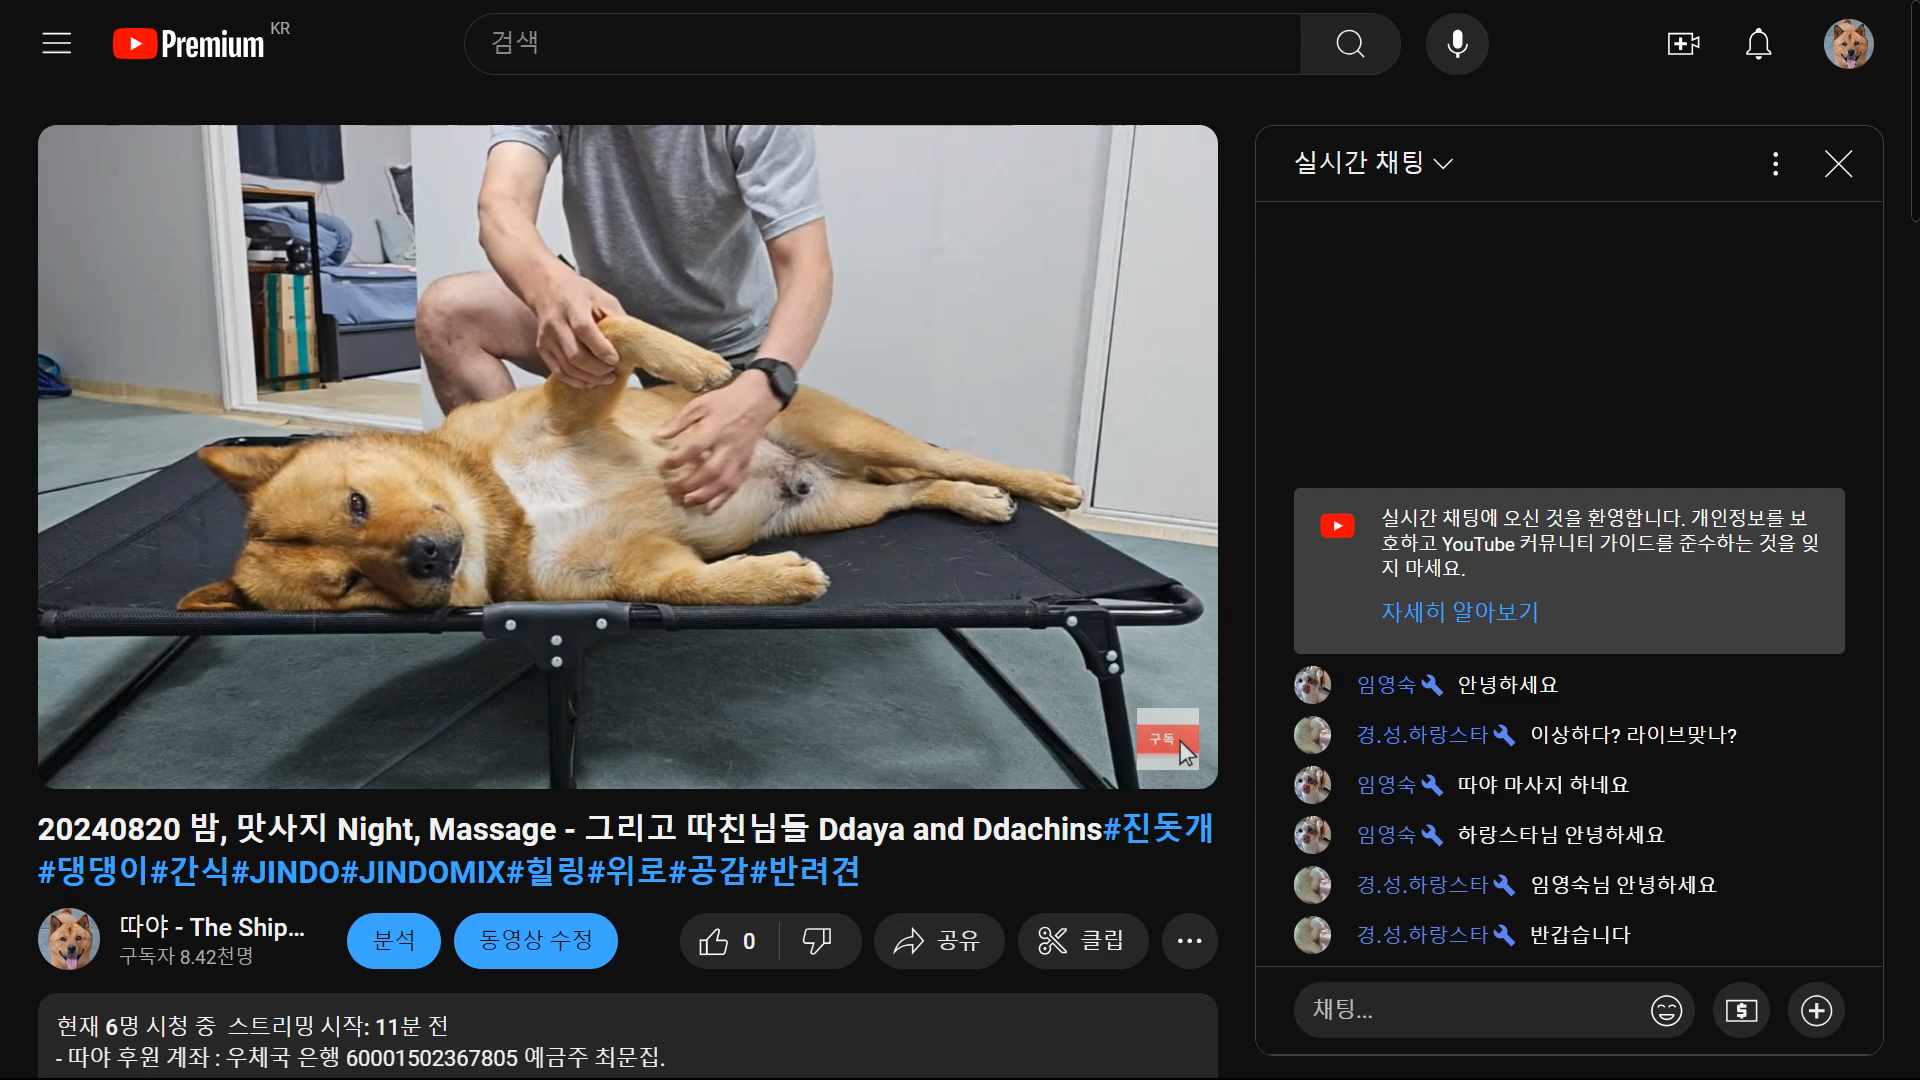 Premium KR
검색
실시간 채팅
실시간 채팅에 오신 것을 환영합니다. 개인정보를 보
호하고 YouTube 커뮤니티 가이드를 준수하는 것을 잊
지 마세요.
자세히 알아보기
임영숙 안녕하세요
경.성.하랑스타 이상하다? 라이브맞나?
임영숙 따야 마사지 하네요
임영숙 하랑스타님 안녕하세요
경.성.하랑스타 임영숙님 안녕하세요
경.성.하랑스타 반갑습니다
채팅...
구독
20240820 밤, 맛사지 Night, Massage - 그리고 따친님들 Ddaya and Ddachins#진돗개
#댕댕이#간식#JINDO#JINDOMIX#힐링#위로#공감#반려견
따야 - The Ship...
구독자 8.42천명
분석
동영상 수정
0
공유
클립
현재 6명 시청 중 스트리밍 시작: 11분 전
- 따야 후원 계좌 : 우체국 은행 60001502367805 예금주 최문집.